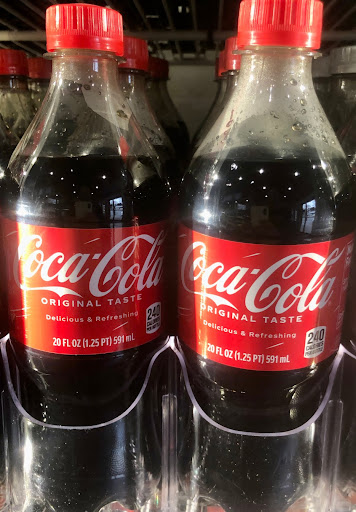 Coca-Cola
ORIGINAL TASTE
Delicious & Refreshing
240
CALORIES
20 FL OZ (1.25 PT) 591 mL
Coca-Cola
ORIGINAL TASTE
Delicious & Refreshing
240
CALORIES
20 FL OZ (1.25 PT) 591 mL